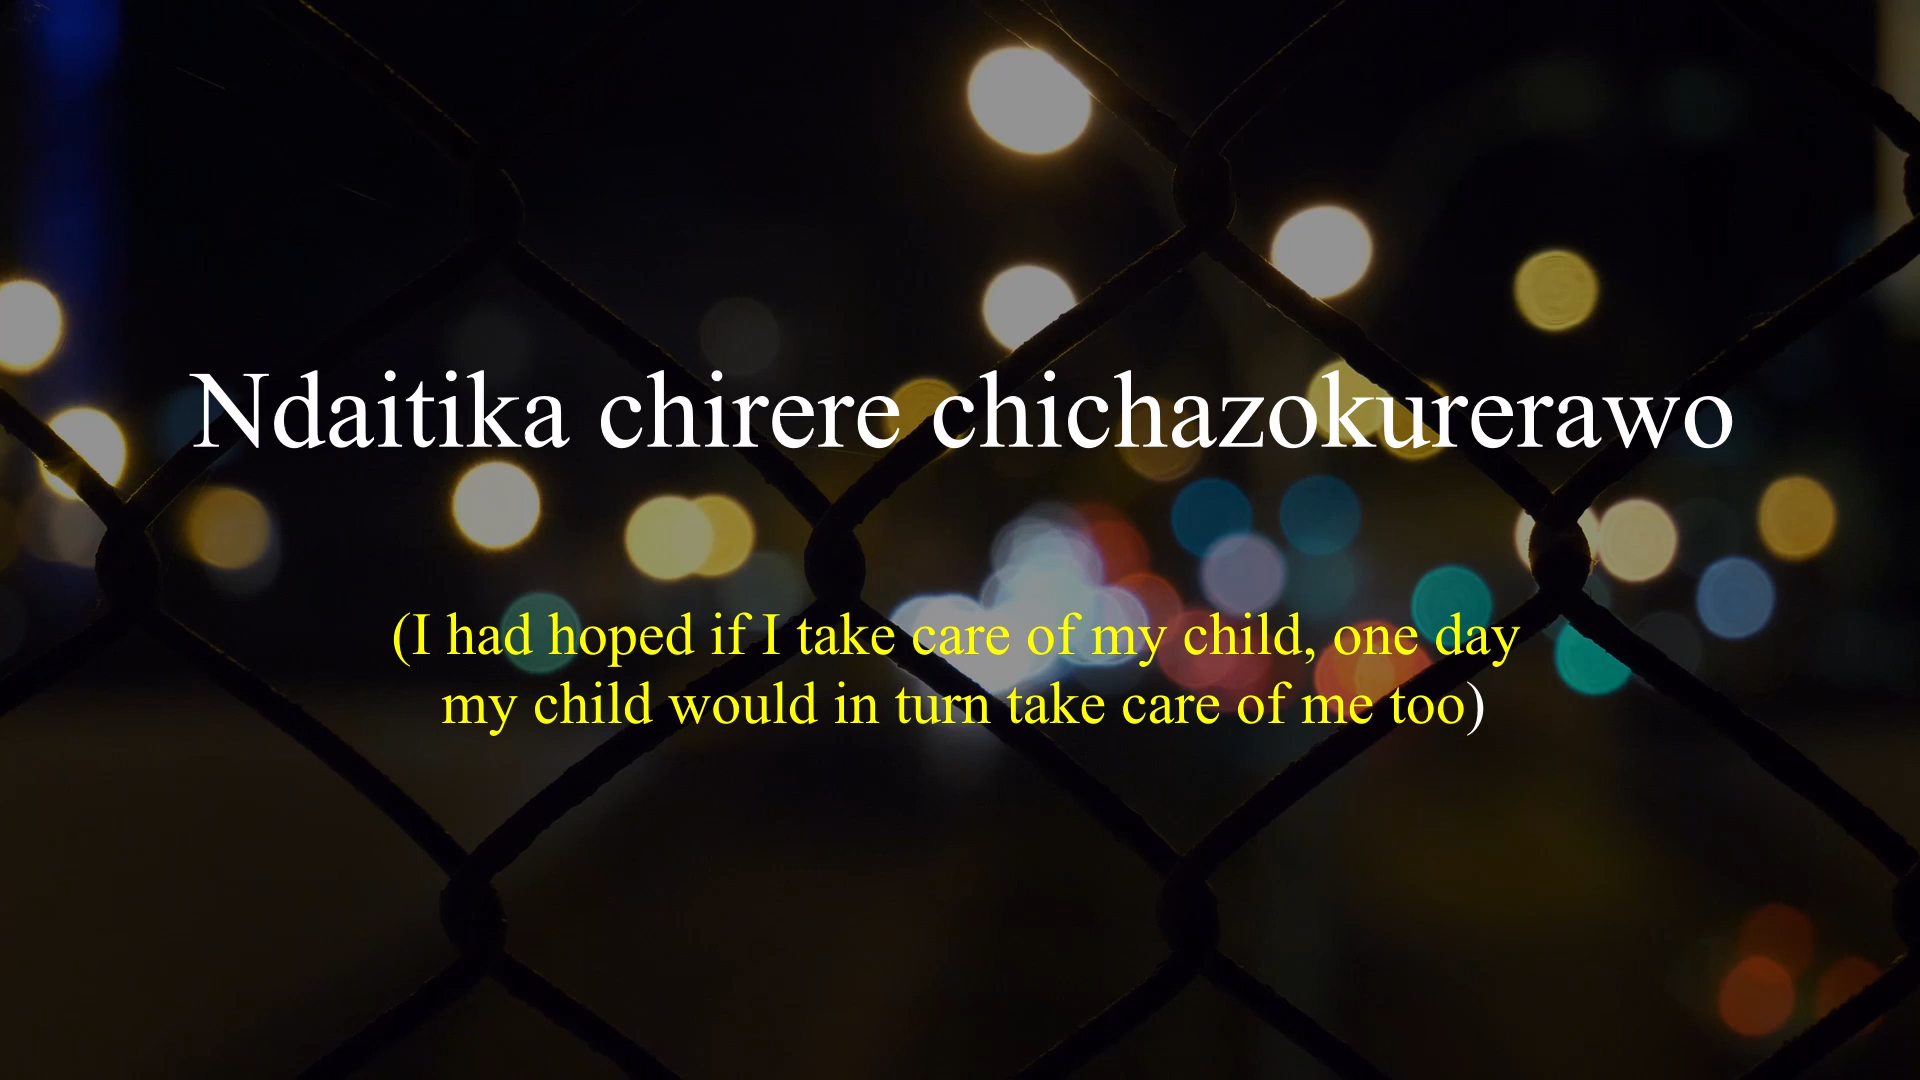 Ndaitika chirere chichazokurerawo
(I had hoped if I take care of my child, one day
my child would in turn take care of me too)